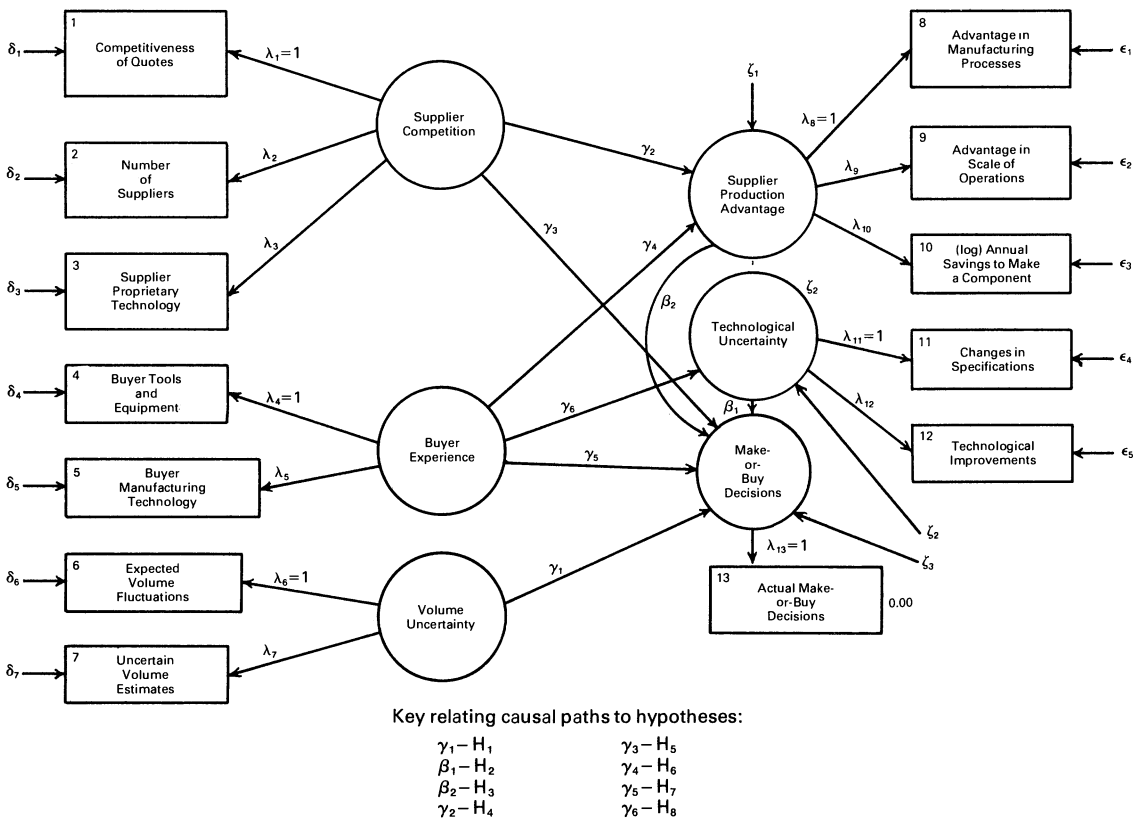 1
δ₁
Competitiveness
of Quotes
λ₁=1
2
δ₂
Number
of
Suppliers
λ₂
3
δ₃
Supplier
Proprietary
Technology
λ₃
Supplier
Competition
4
δ₄
Buyer Tools
and
Equipment
λ₄=1
5
δ₅
Buyer
Manufacturing
Technology
λ₅
Buyer
Experience
6
δ₆
Expected
Volume
Fluctuations
λ₆=1
7
δ₇
Uncertain
Volume
Estimates
λ₇
Volume
Uncertainty
γ₂
γ₃
γ₄
γ₆
γ₅
γ₁
ζ₁
Supplier
Production
Advantage
β₂
ζ₂
Technological
Uncertainty
β₁
Make-
or-
Buy
Decisions
λ₁₃=1
13
Actual Make-
or-Buy
Decisions
0.00
ζ₂
ζ₃
λ₈=1
8
Advantage in
Manufacturing
Processes
ϵ₁
λ₉
9
Advantage in
Scale of
Operations
ϵ₂
λ₁₀
10
(log) Annual
Savings to Make
a Component
ϵ₃
λ₁₁=1
11
Changes in
Specifications
ϵ₄
λ₁₂
12
Technological
Improvements
ϵ₅
Key relating causal paths to hypotheses:
γ₁–H₁
β₁–H₂
β₂–H₃
γ₂–H₄
γ₃–H₅
γ₄–H₆
γ₅–H₇
γ₆–H₈